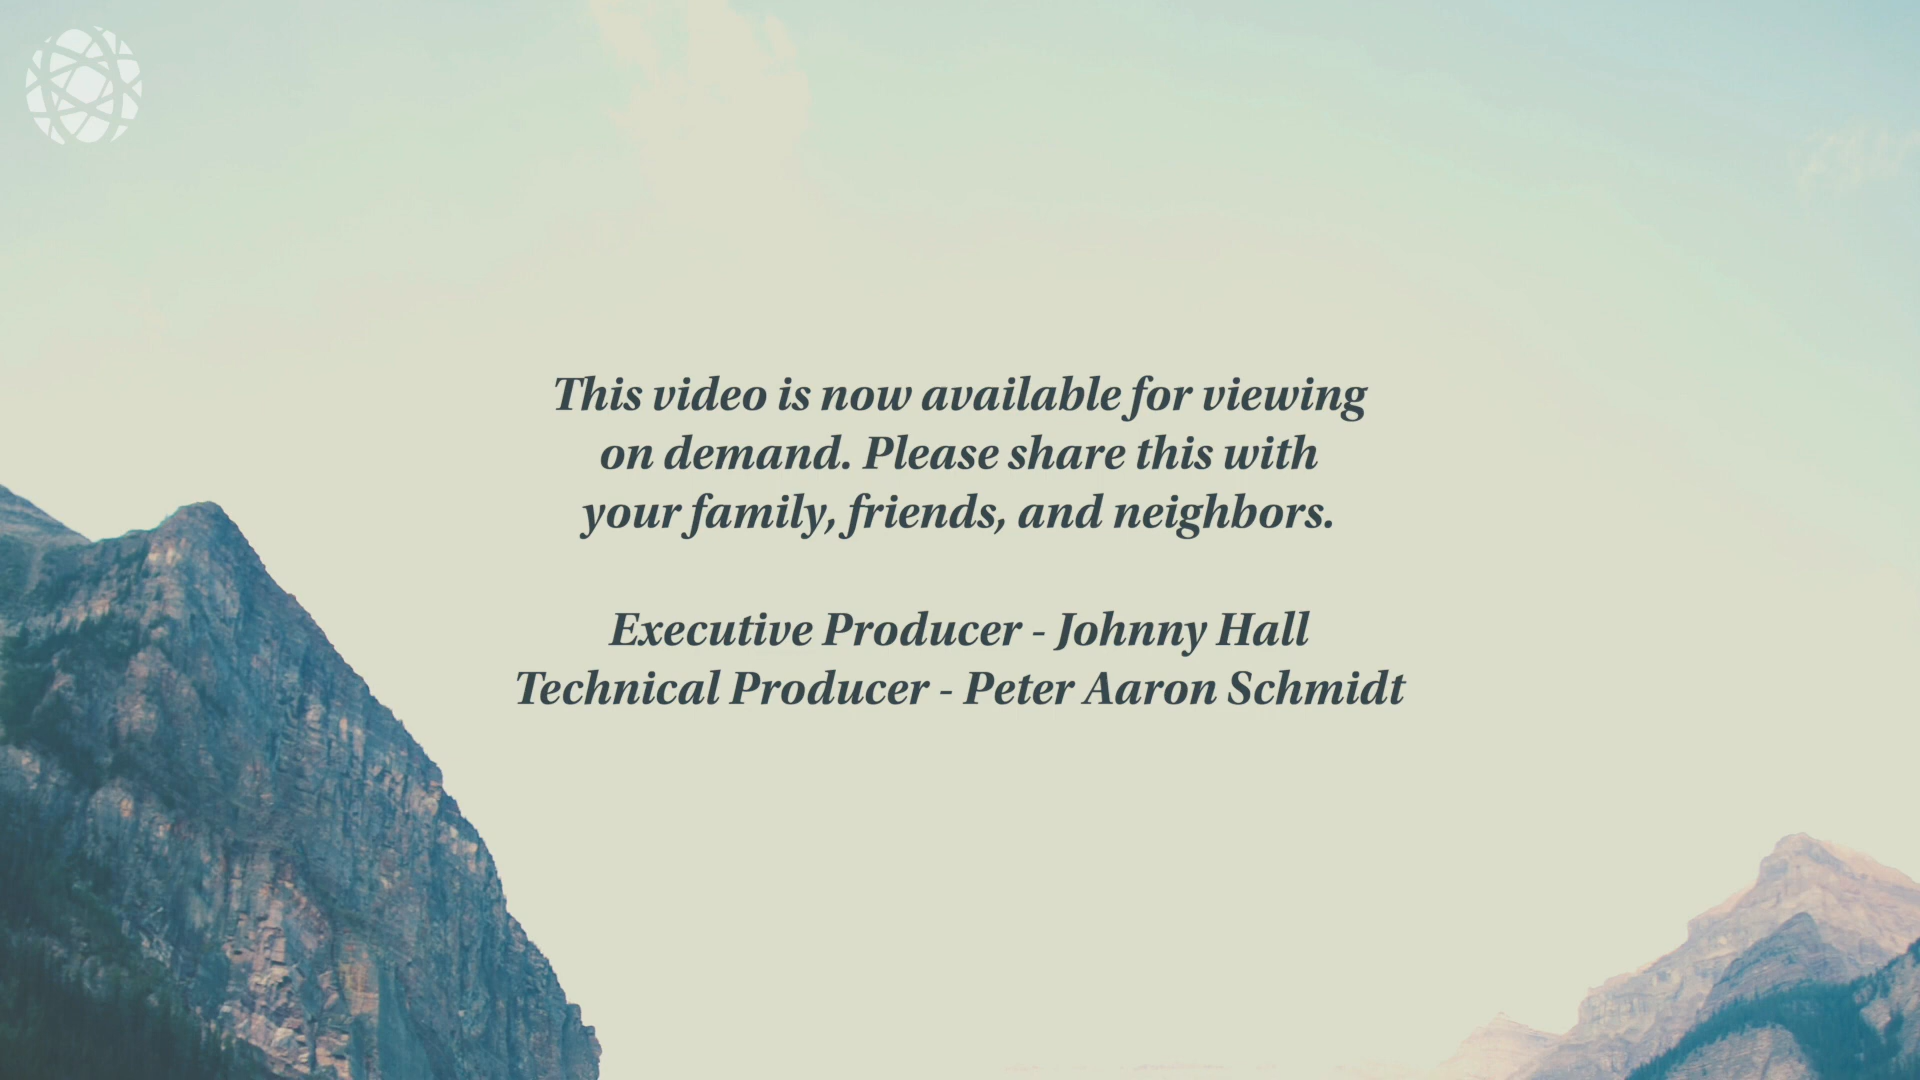 This video is now available for viewing
on demand. Please share this with
your family, friends, and neighbors.
Executive Producer - Johnny Hall
Technical Producer - Peter Aaron Schmidt